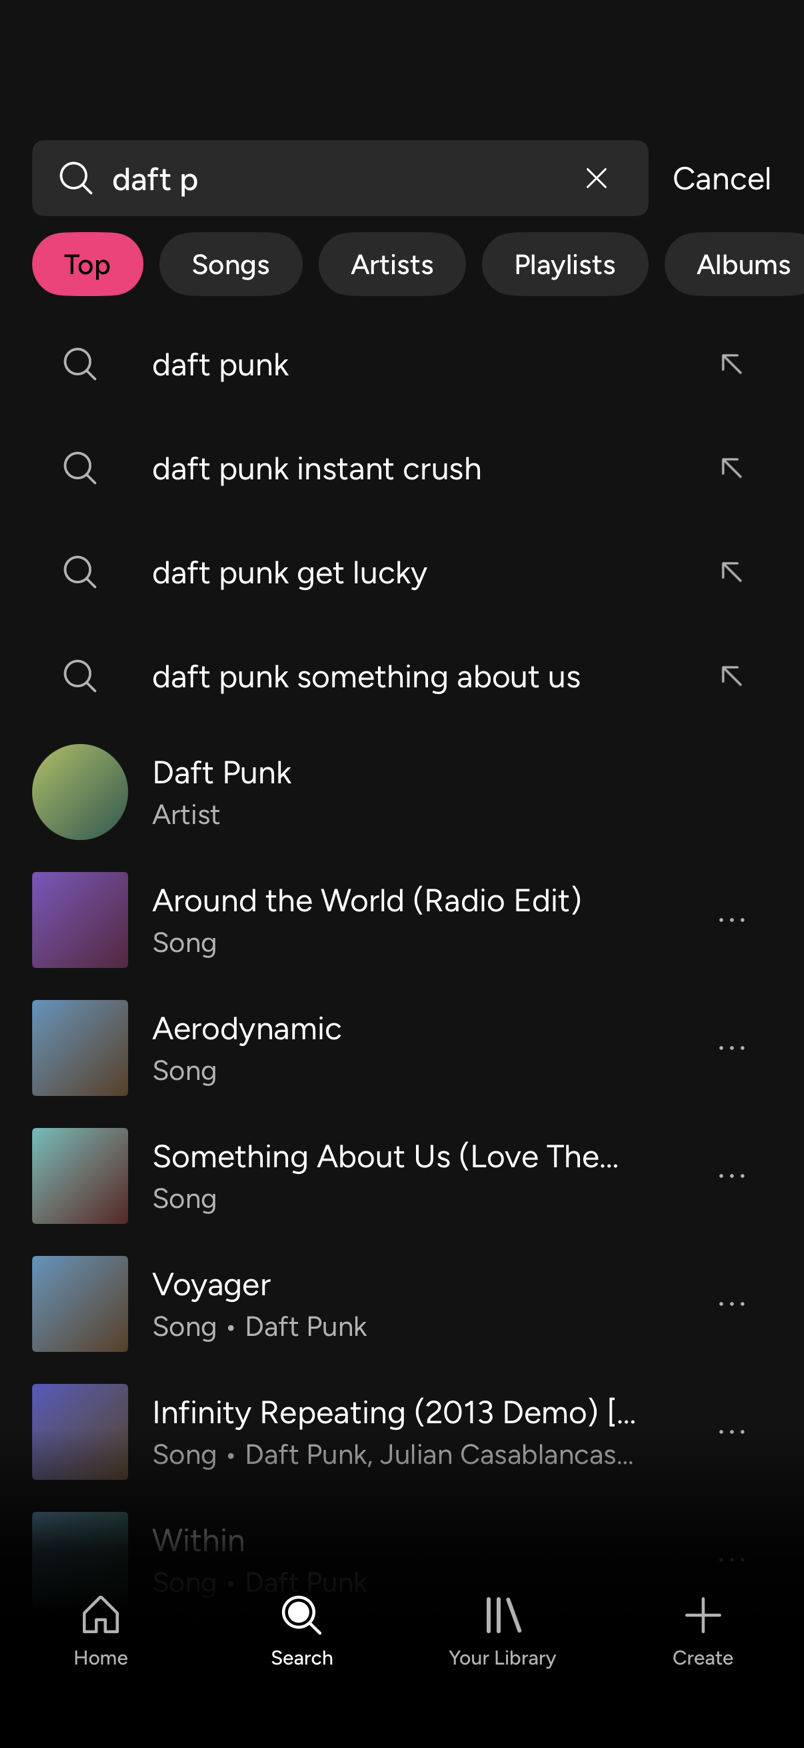 daft p
Cancel
Top
Songs
Artists
Playlists
Albums
daft punk
daft punk instant crush
daft punk get lucky
daft punk something about us
Daft Punk
Artist
Around the World (Radio Edit)
Song
Aerodynamic
Song
Something About Us (Love The...
Song
Voyager
Song • Daft Punk
Infinity Repeating (2013 Demo) [...
Song • Daft Punk, Julian Casablancas...
Within
Song • Daft Punk
Home
Search
Your Library
Create